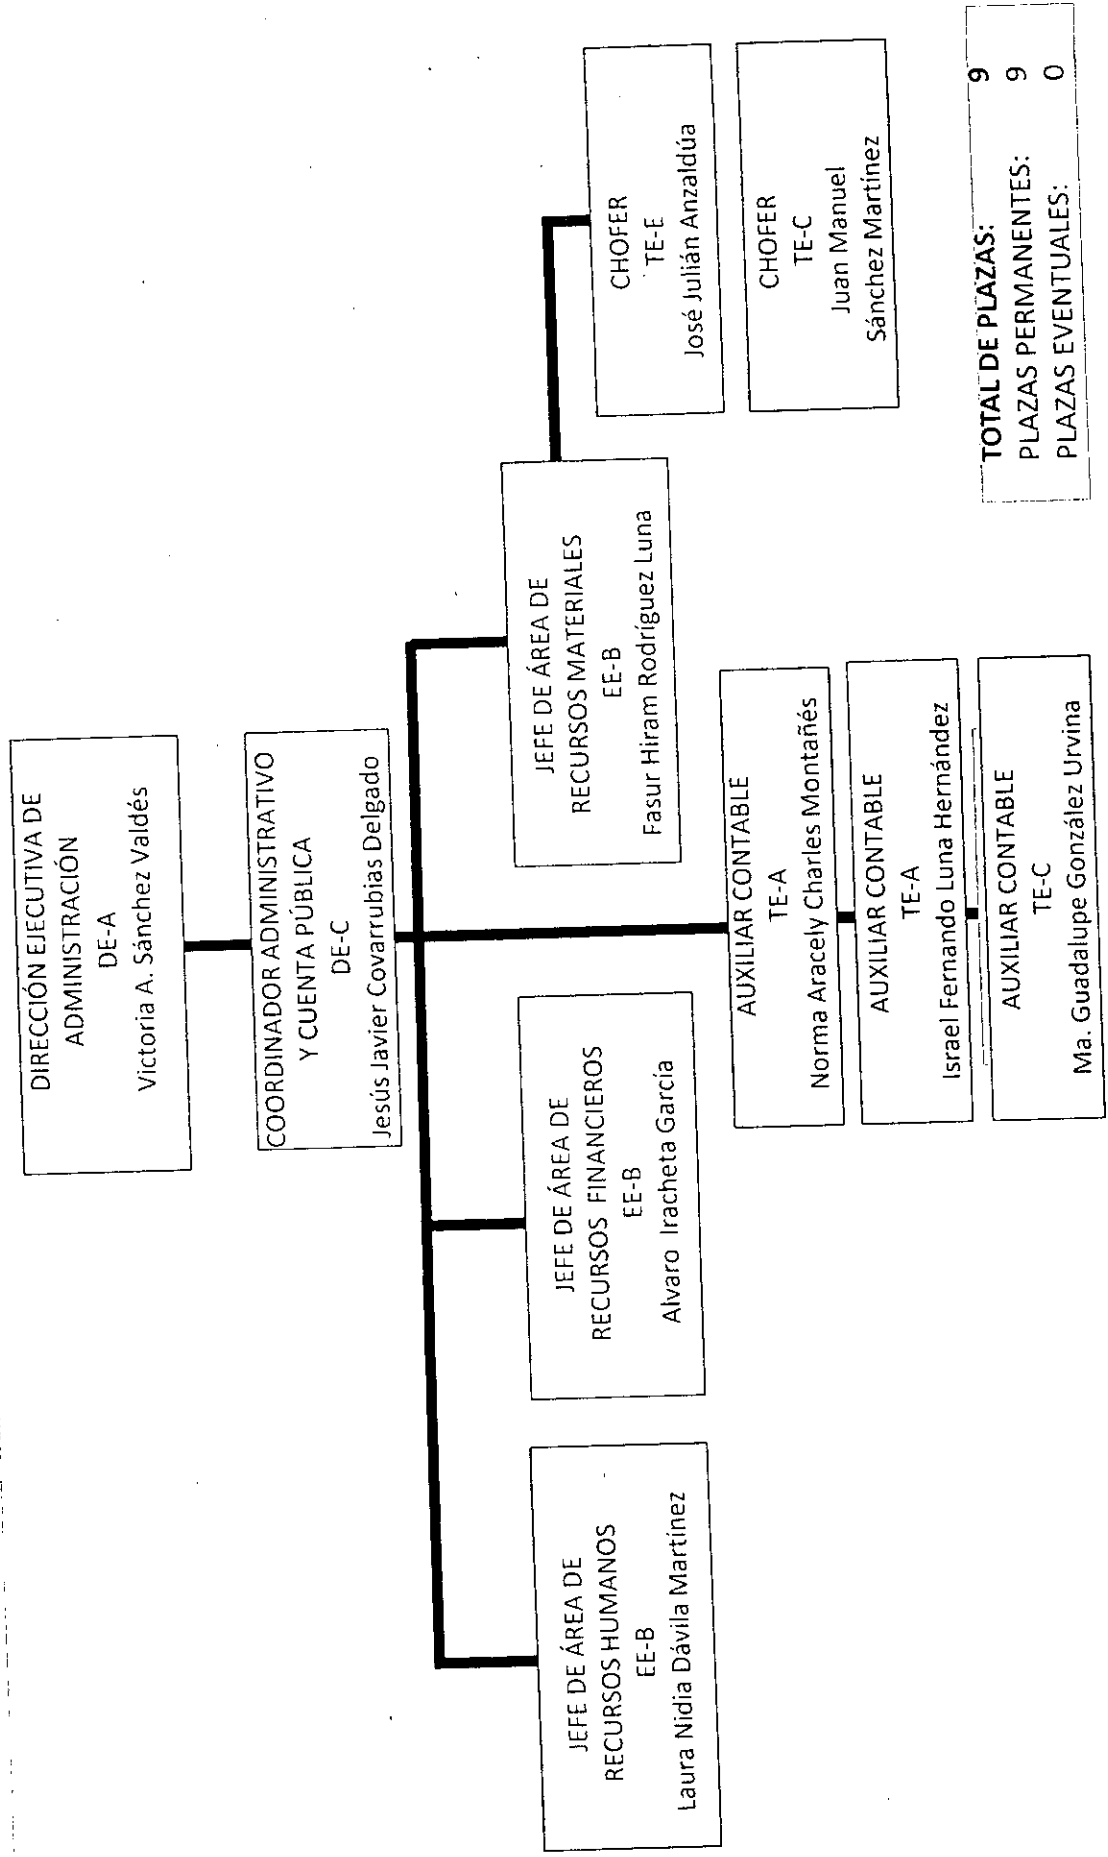 DIRECCIÓN EJECUTIVA DE
ADMINISTRACIÓN
DE-A
Victoria A. Sánchez Valdés
COORDINADOR ADMINISTRATIVO
Y CUENTA PÚBLICA
DE-C
Jesús Javier Covarrubias Delgado
JEFE DE ÁREA DE
RECURSOS HUMANOS
EE-B
Laura Nidia Dávila Martínez
JEFE DE ÁREA DE
RECURSOS FINANCIEROS
EE-B
Alvaro Iracheta García
JEFE DE ÁREA DE
RECURSOS MATERIALES
EE-B
Fasur Hiram Rodríguez Luna
CHOFER
TE-E
José Julián Anzaldúa
CHOFER
TE-C
Juan Manuel
Sánchez Martínez
AUXILIAR CONTABLE
TE-A
Norma Aracely Charles Montañés
AUXILIAR CONTABLE
TE-A
Israel Fernando Luna Hernández
AUXILIAR CONTABLE
TE-C
Ma. Guadalupe González Urvina
TOTAL DE PLAZAS: 9
PLAZAS PERMANENTES: 9
PLAZAS EVENTUALES: 0